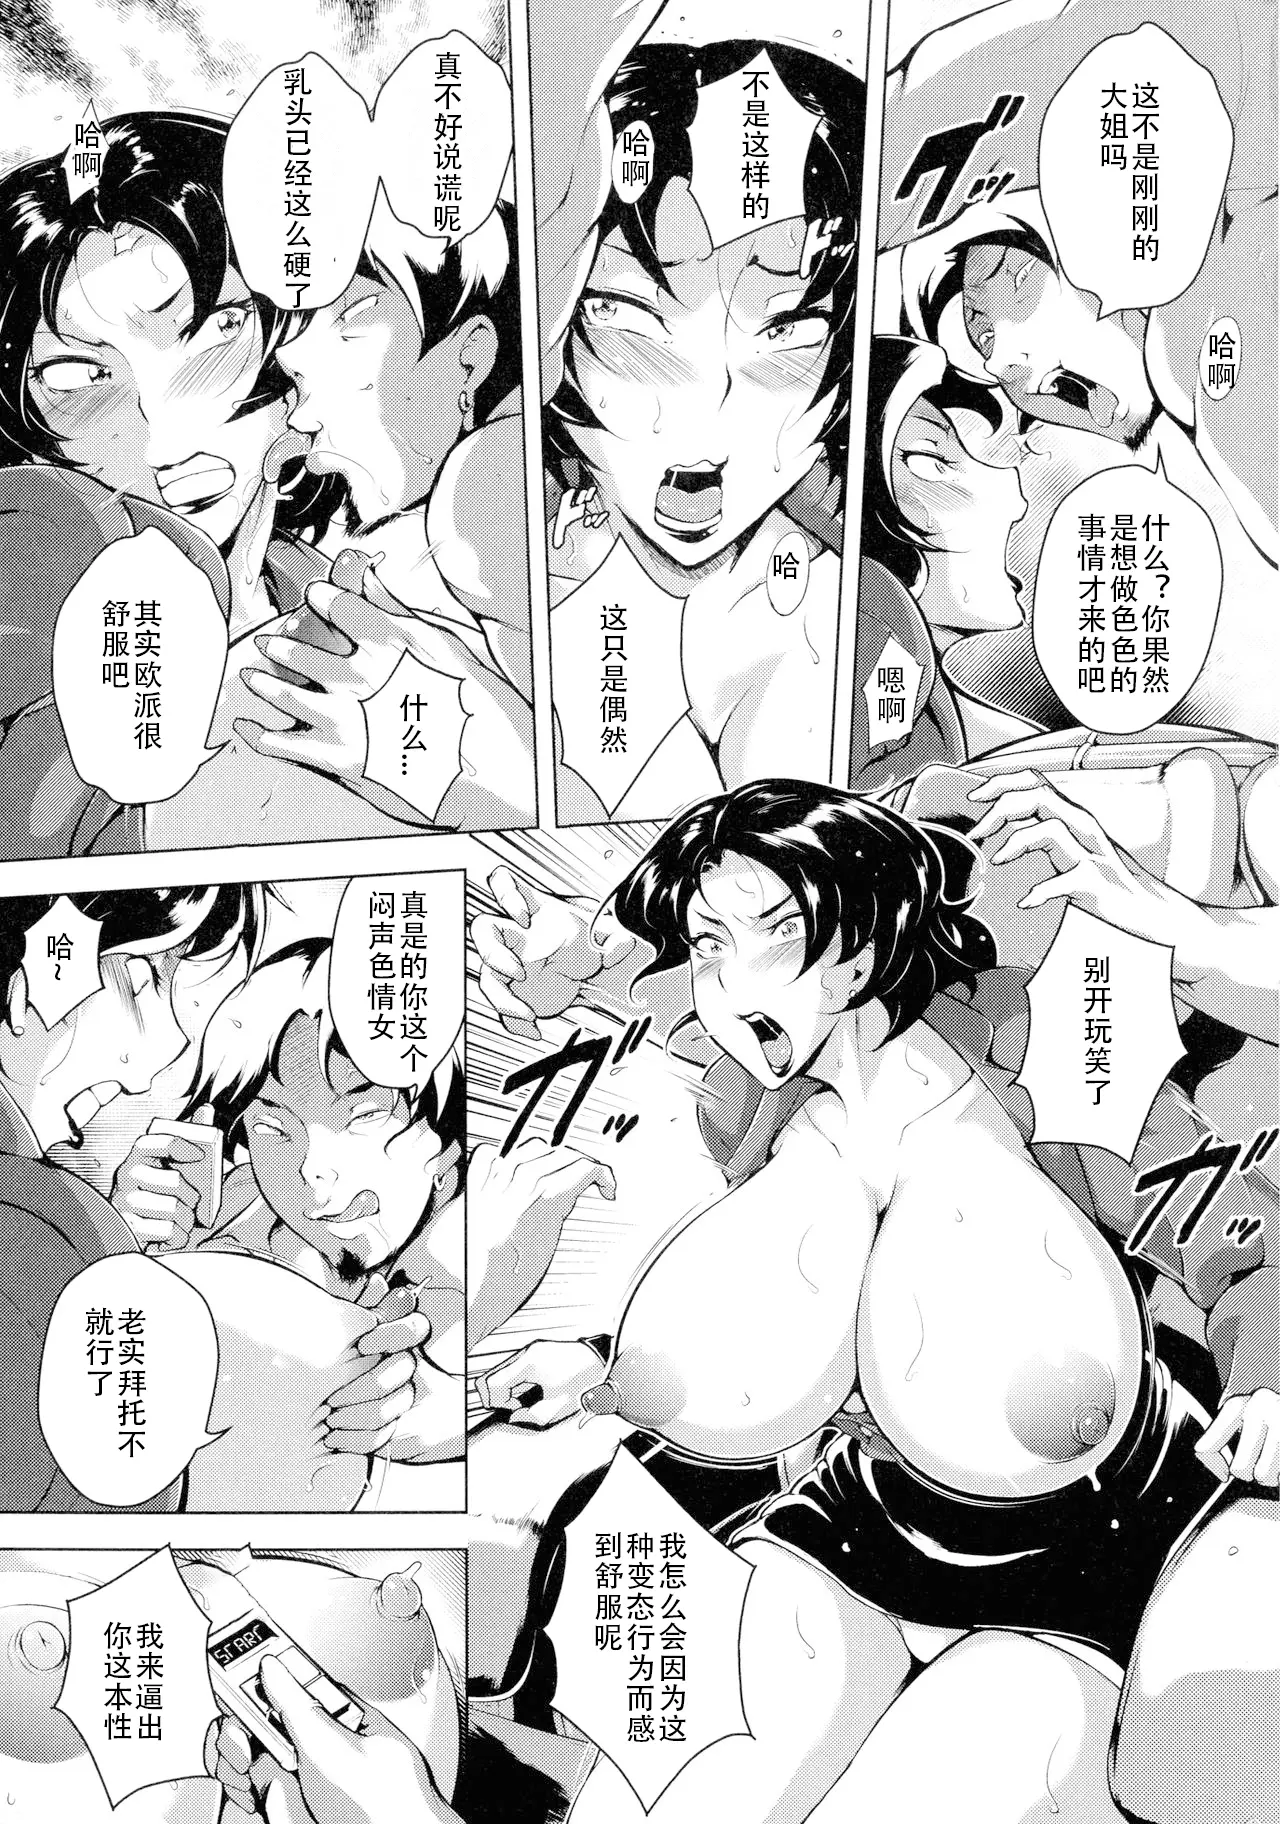 这不是刚刚的
大姐吗
哈啊
什么？你果然
是想做色色的
事情才来的吧
嗯啊
不是这样的
哈啊
哈
这只是偶然
真不好说谎呢
乳头已经这么硬了
哈啊
其实欧派很
舒服吧
什么…
别开玩笑了
我怎么会因为这
种变态行为而感
到舒服呢
真是的你这个
闷声色情女
哈~
老实拜托不
就行了
START
我来逼出
你这本性